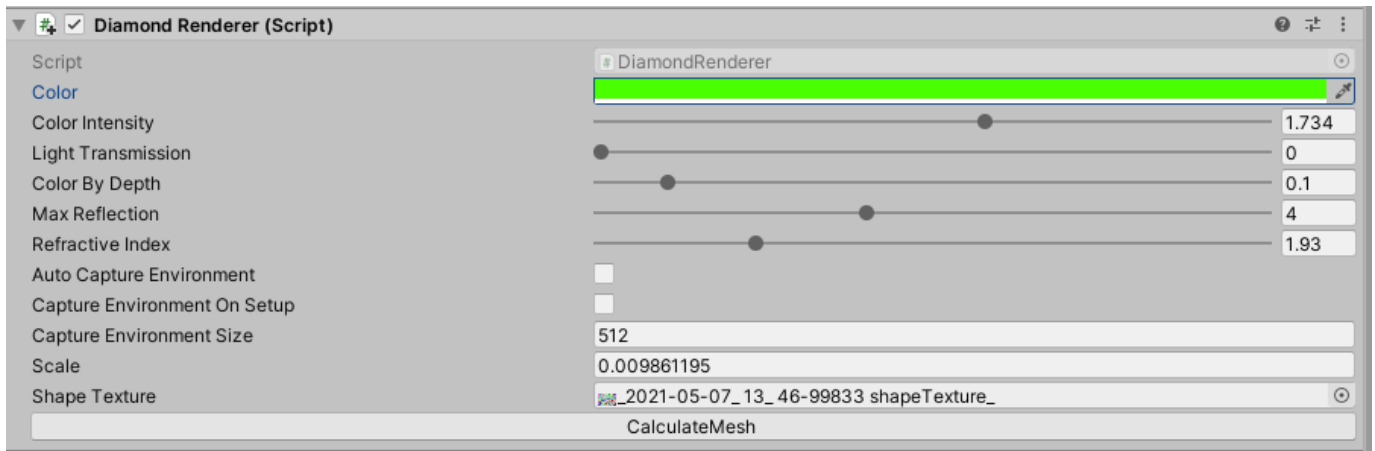 Diamond Renderer (Script)
Script # DiamondRenderer
Color
Color Intensity 1.734
Light Transmission 0
Color By Depth 0.1
Max Reflection 4
Refractive Index 1.93
Auto Capture Environment
Capture Environment On Setup
Capture Environment Size 512
Scale 0.009861195
Shape Texture _2021-05-07_13_46-99833 shapeTexture_
CalculateMesh